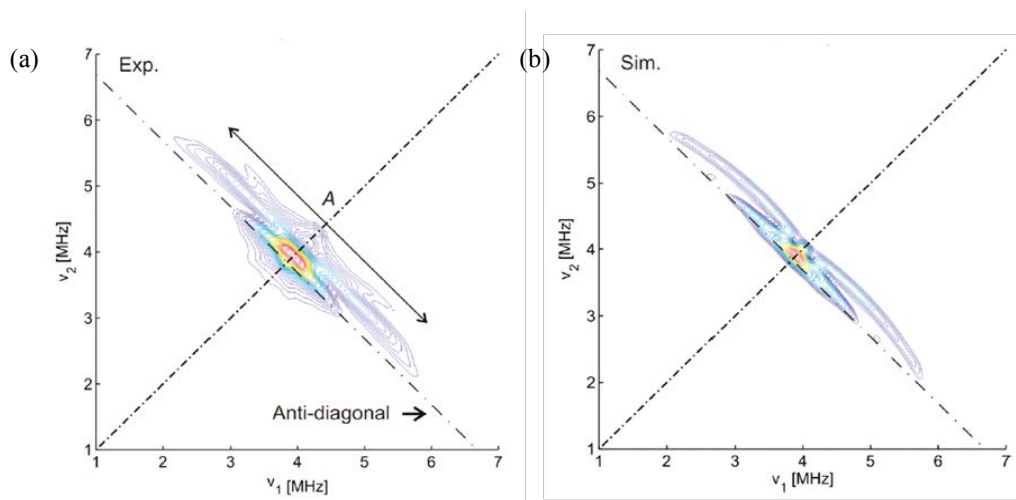 (a)
Exp.
7
6
5
4
3
2
1
ν₂ [MHz]
A
Anti-diagonal
1 2 3 4 5 6 7
ν₁ [MHz]
(b)
Sim.
7
6
5
4
3
2
1
ν₂ [MHz]
1 2 3 4 5 6 7
ν₁ [MHz]